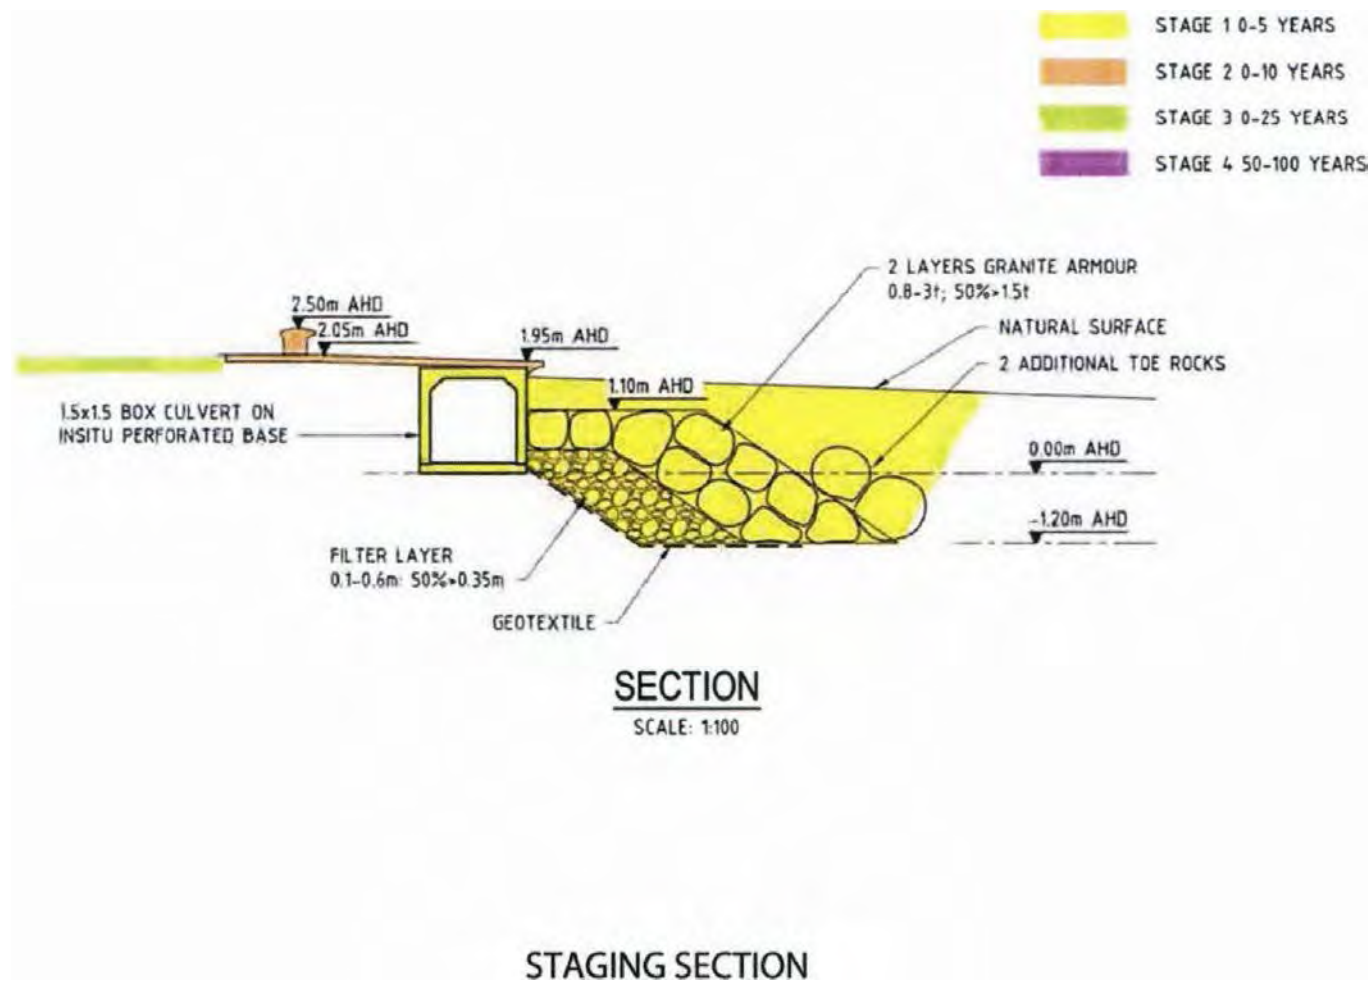 STAGE 1 0-5 YEARS
STAGE 2 0-10 YEARS
STAGE 3 0-25 YEARS
STAGE 4 50-100 YEARS
2 LAYERS GRANITE ARMOUR
0.8-3t; 50%>1.5t
NATURAL SURFACE
2 ADDITIONAL TOE ROCKS
2.50m AHD
2.05m AHD
1.95m AHD
1.10m AHD
1.5x1.5 BOX CULVERT ON
INSITU PERFORATED BASE
0.00m AHD
-1.20m AHD
FILTER LAYER
0.1-0.6m: 50%>0.35m
GEOTEXTILE
SECTION
SCALE: 1:100
STAGING SECTION